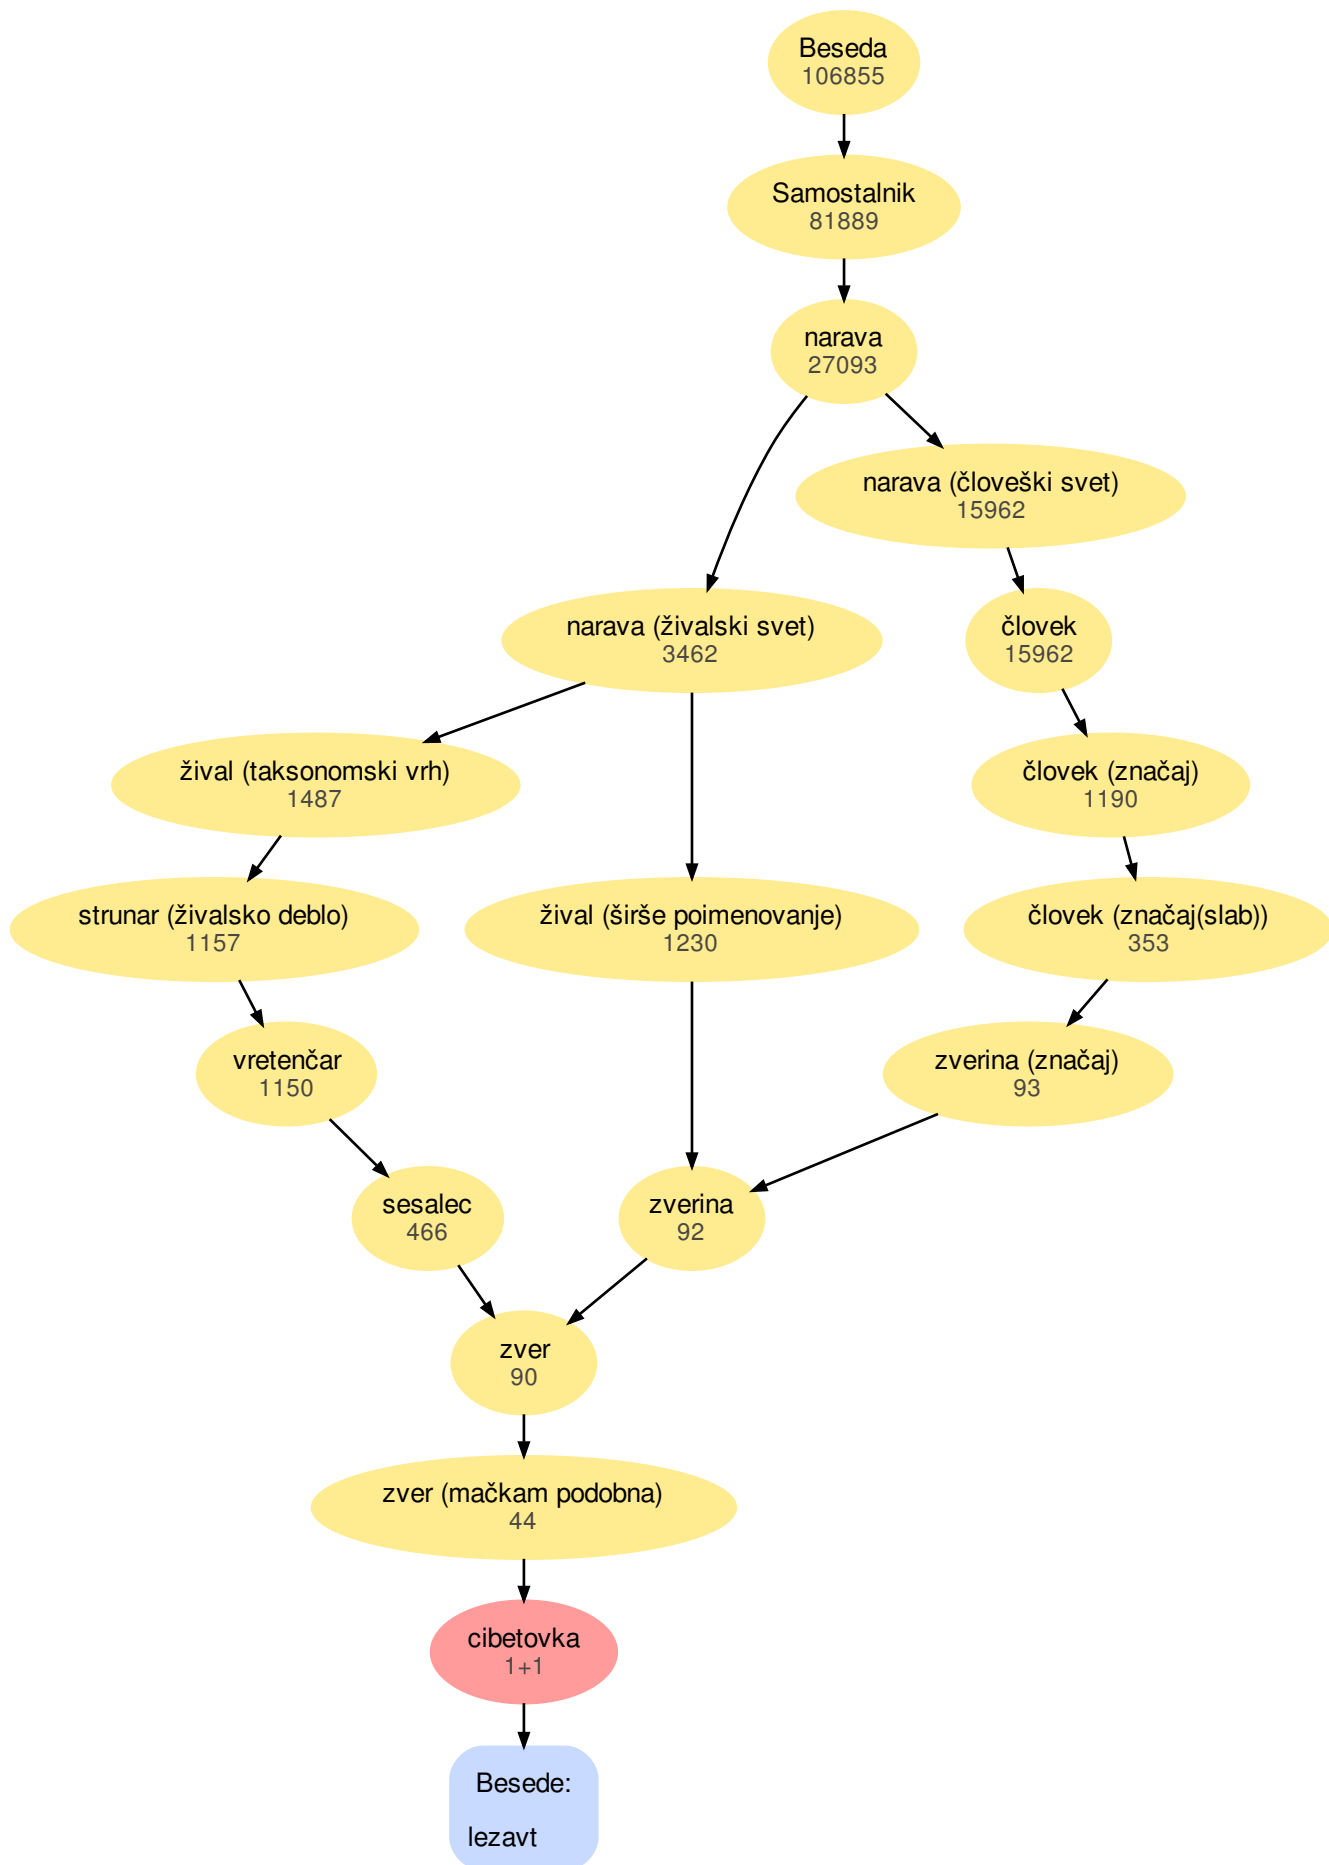 Beseda
106855
Samostalnik
81889
narava
27093
narava (človeški svet)
15962
narava (živalski svet)
3462
človek
15962
žival (taksonomski vrh)
1487
človek (značaj)
1190
strunar (živalsko deblo)
1157
žival (širše poimenovanje)
1230
človek (značaj(slab))
353
vretenčar
1150
zverina (značaj)
93
sesalec
466
zverina
92
zver
90
zver (mačkam podobna)
44
cibetovka
1+1
Besede:
lezavt